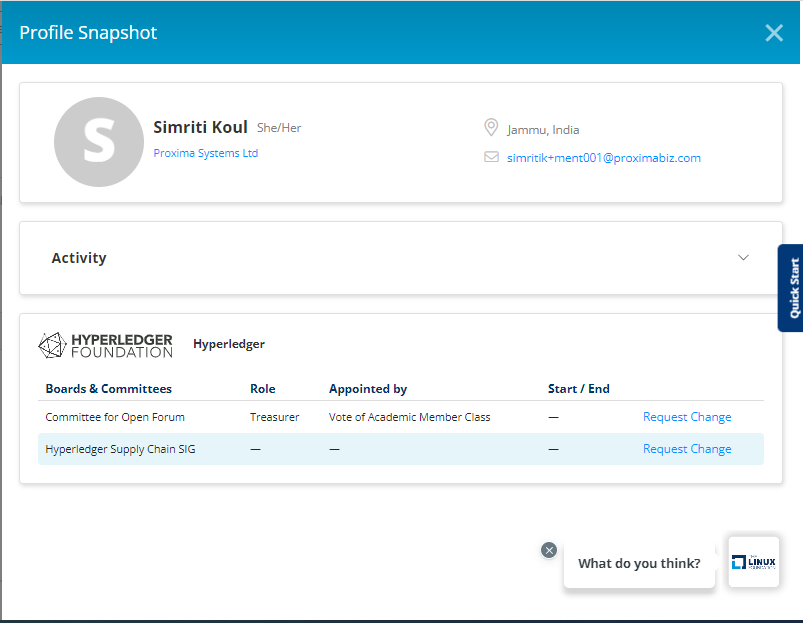 Profile Snapshot
S
Simriti Koul She/Her
Proxima Systems Ltd
Jammu, India
simritik+ment001@proximabiz.com
Activity
Quick Start
HYPERLEDGER
FOUNDATION
Hyperledger
Boards & Committees Role Appointed by Start / End
Committee for Open Forum Treasurer Vote of Academic Member Class — Request Change
Hyperledger Supply Chain SIG — — — Request Change
What do you think?
THE
LINUX
FOUNDATION